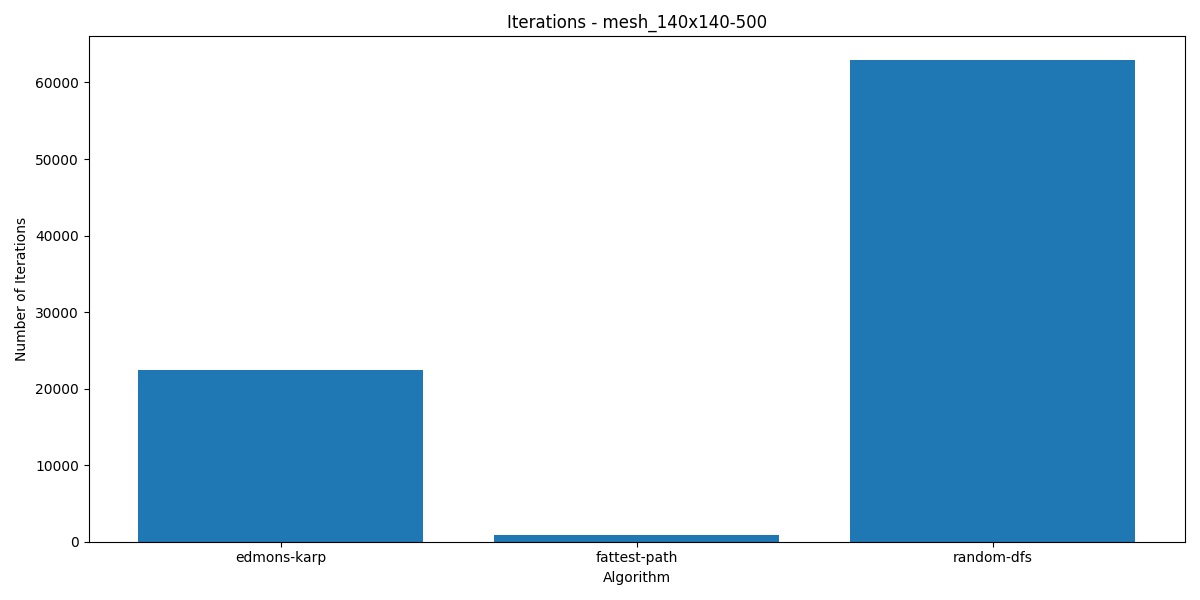 Iterations - mesh_140x140-500
Number of Iterations
60000
50000
40000
30000
20000
10000
0
edmons-karp
fattest-path
random-dfs
Algorithm